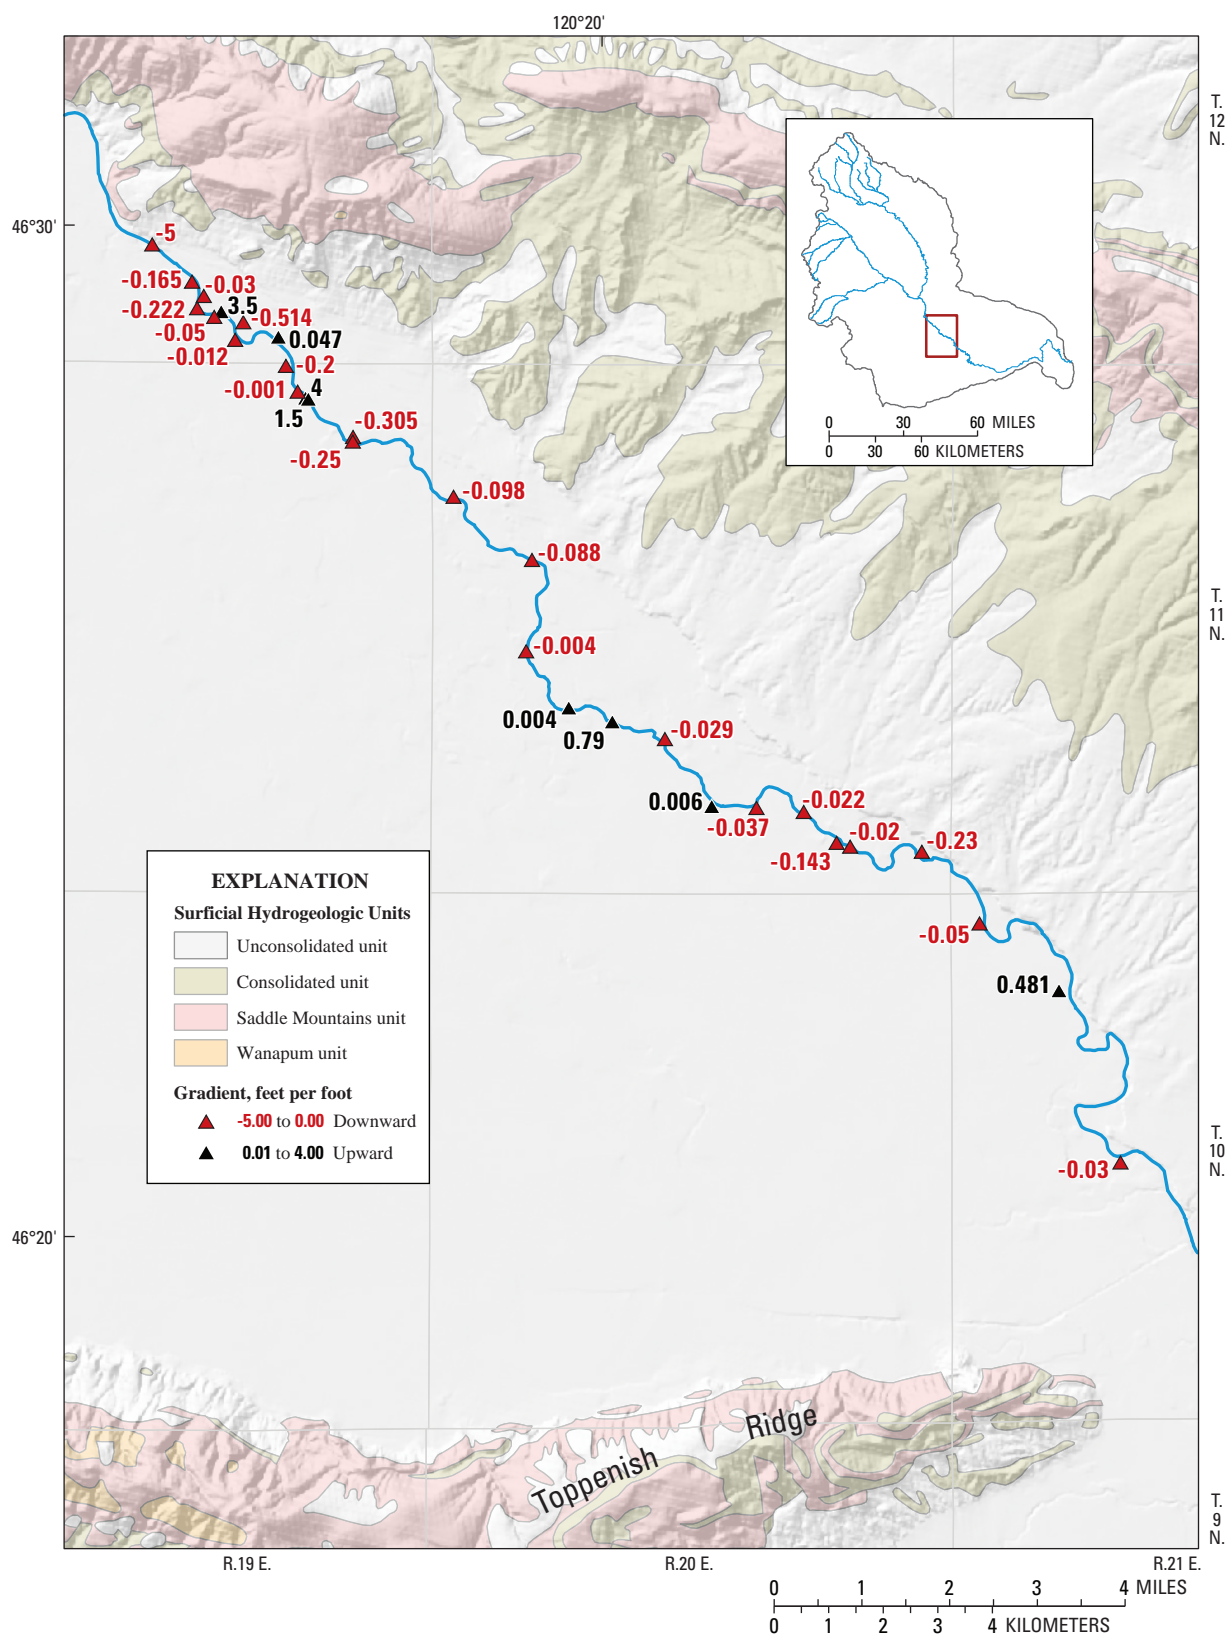 120°20'
T.
12
N.
46°30'
-5
-0.165
-0.03
-0.222
3.5
-0.514
-0.05
0.047
-0.012
-0.2
-0.001
4
1.5
-0.305
-0.25
-0.098
-0.088
T.
11
N.
-0.004
0.004
0.79
-0.029
0.006
-0.037
-0.022
-0.02
-0.143
-0.23
-0.05
0.481
-0.03
0 30 60 MILES
0 30 60 KILOMETERS
EXPLANATION
Surficial Hydrogeologic Units
Unconsolidated unit
Consolidated unit
Saddle Mountains unit
Wanapum unit
Gradient, feet per foot
-5.00 to 0.00 Downward
0.01 to 4.00 Upward
T.
10
N.
46°20'
Toppenish Ridge
T.
9
N.
R.19 E.
R.20 E.
R.21 E.
0 1 2 3 4 MILES
0 1 2 3 4 KILOMETERS